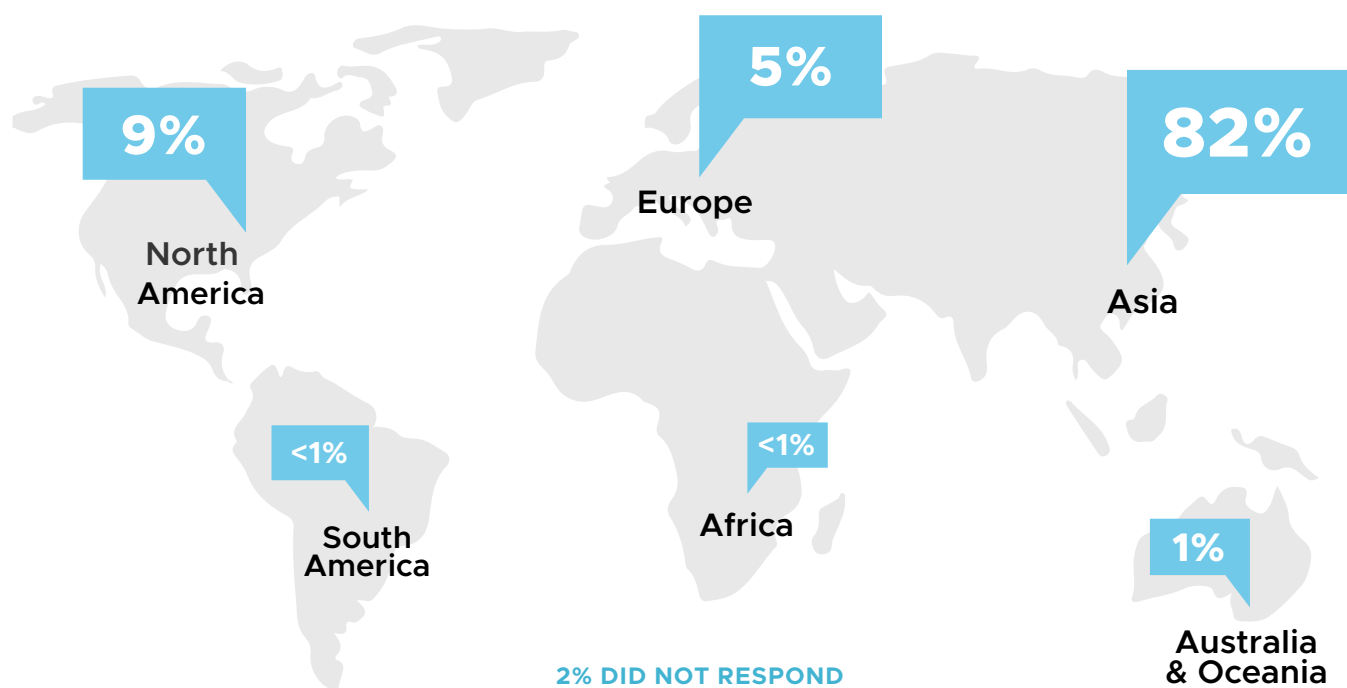 5%
82%
9%
Europe
North
America
Asia
<1%
<1%
Africa
South
America
1%
Australia
& Oceania
2% DID NOT RESPOND